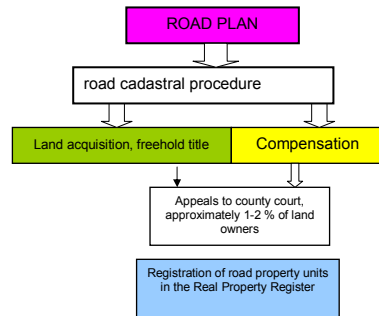 ROAD PLAN
road cadastral procedure
Land acquisition, freehold title
Compensation
Appeals to county court,
approximately 1-2 % of land
owners
Registration of road property units
in the Real Property Register